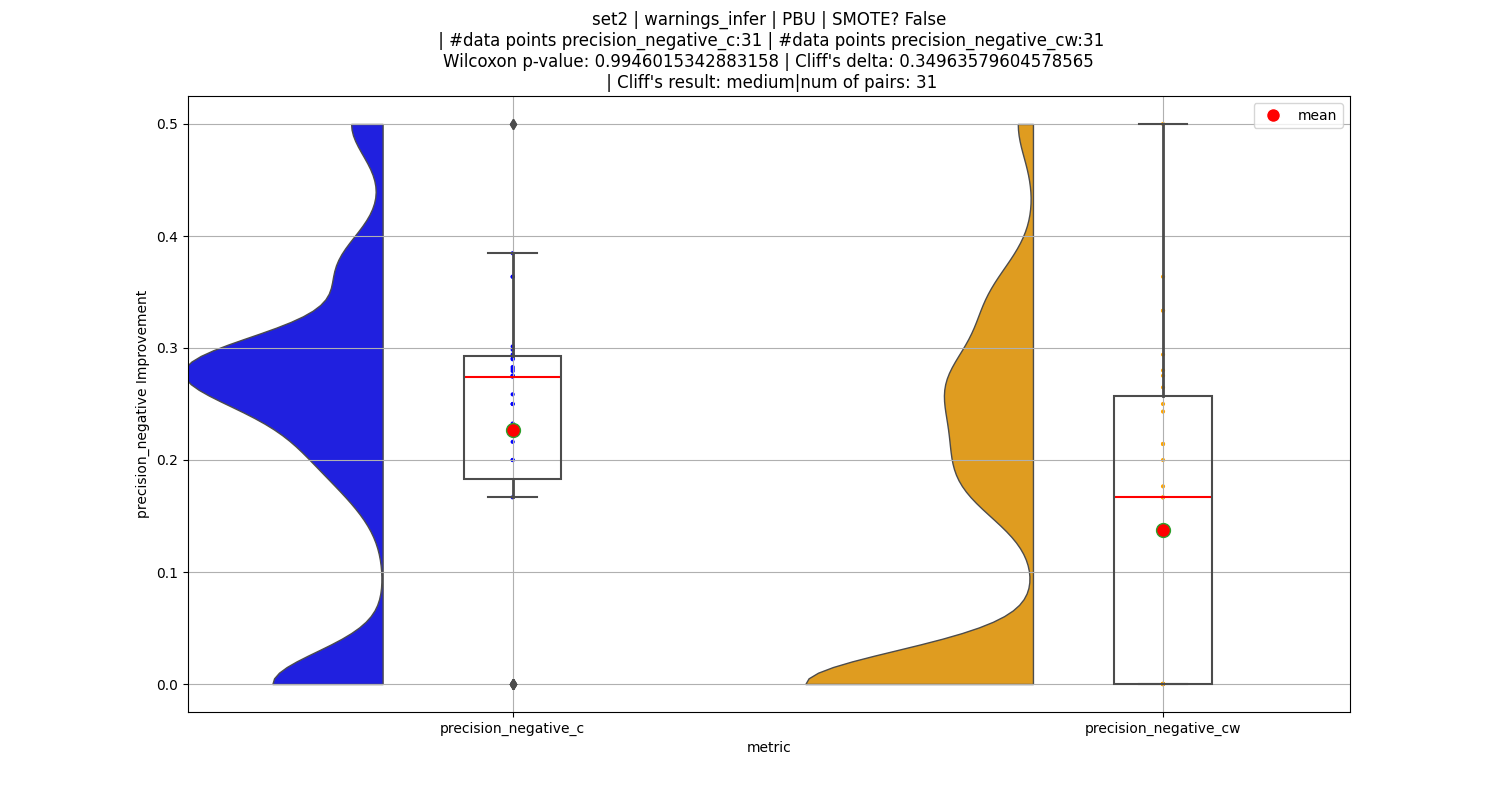 set2 | warnings_infer | PBU | SMOTE? False
| #data points precision_negative_c:31 | #data points precision_negative_cw:31
Wilcoxon p-value: 0.9946015342883158 | Cliff's delta: 0.34963579604578565
| Cliff's result: medium|num of pairs: 31
mean
0.5
0.4
0.3
0.2
0.1
0.0
precision_negative Improvement
precision_negative_c
precision_negative_cw
metric